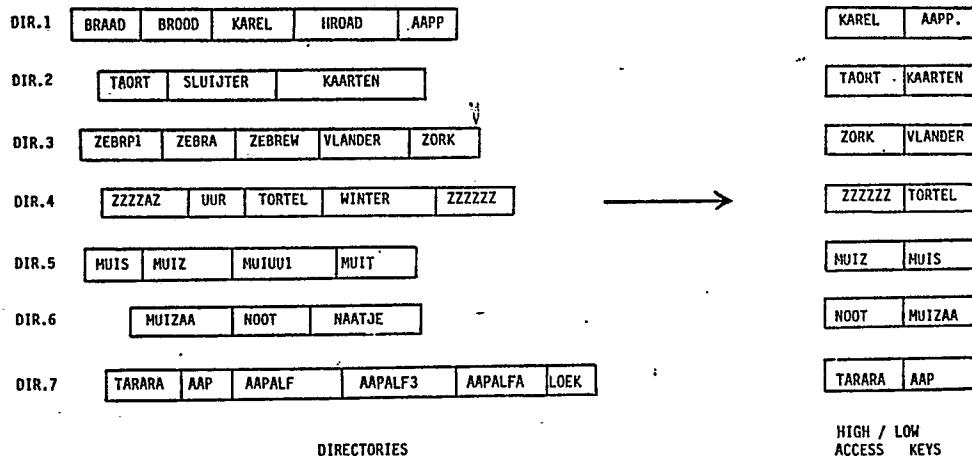 DIR.1 BRAAD BROOD KAREL HROAD AAPP KAREL AAPP.
DIR.2 TAORT SLUIJTER KAARTEN TAORT KAARTEN
DIR.3 ZEBRP1 ZEBRA ZEBREW VLANDER ZORK ZORK VLANDER
DIR.4 ZZZZAZ UUR TORTEL WINTER ZZZZZZ ZZZZZZ TORTEL
DIR.5 MUIS MUIZ MUIUU1 MUIT MUIZ MUIS
DIR.6 MUIZAA NOOT NAATJE NOOT MUIZAA
DIR.7 TARARA AAP AAPALF AAPALF3 AAPALFA LOEK TARARA AAP
DIRECTORIES
HIGH / LOW
ACCESS KEYS